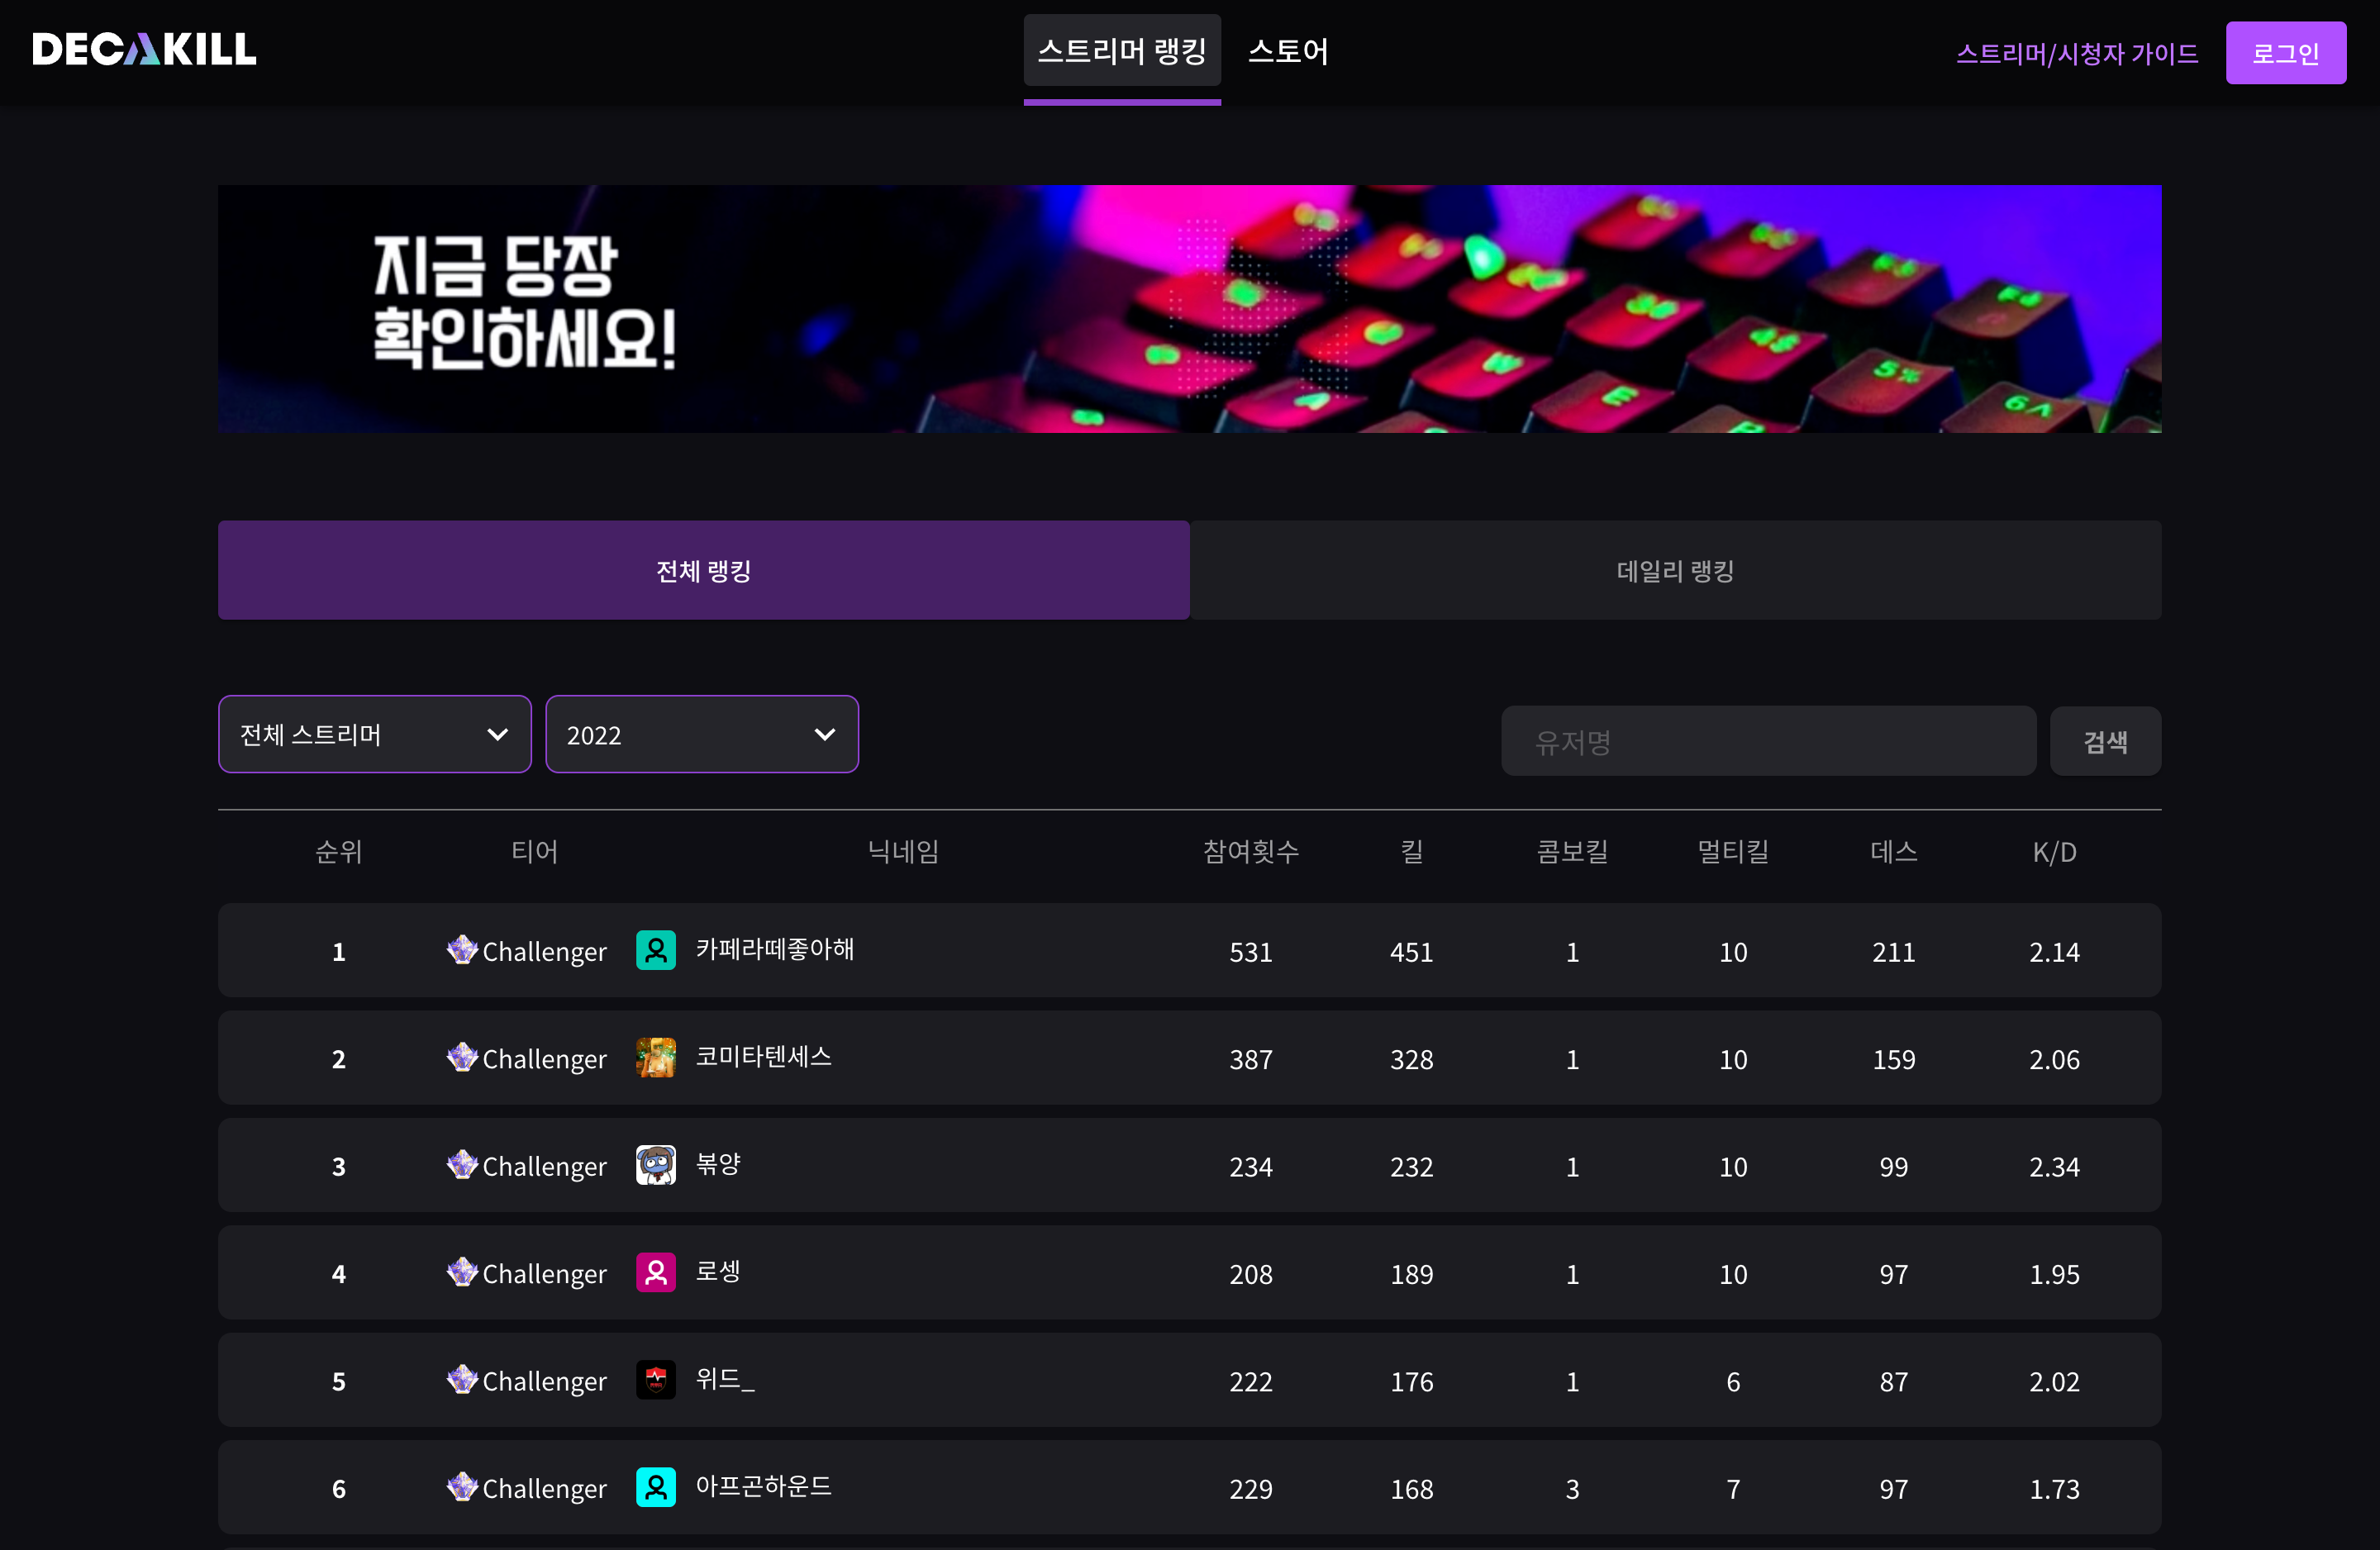 DECAKILL
스트리머 랭킹
스토어
스트리머/시청자 가이드
로그인
지금 당장
확인하세요!
전체 랭킹
데일리 랭킹
전체 스트리머
2022
유저명
검색
순위 티어 닉네임 참여횟수 킬 콤보킬 멀티킬 데스 K/D
1 Challenger 카페라떼좋아해 531 451 1 10 211 2.14
2 Challenger 코미타텐세스 387 328 1 10 159 2.06
3 Challenger 볶양 234 232 1 10 99 2.34
4 Challenger 로셍 208 189 1 10 97 1.95
5 Challenger 위드_ 222 176 1 6 87 2.02
6 Challenger 아프곤하운드 229 168 3 7 97 1.73